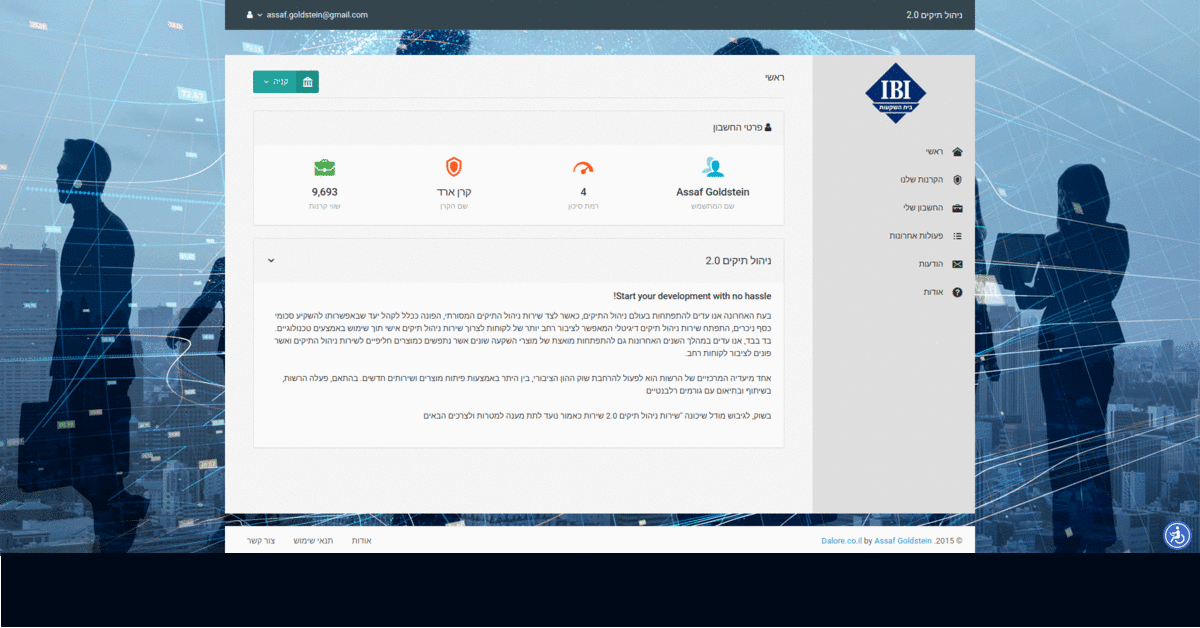 ניהול תיקים 2.0
assaf.goldstein@gmail.com
IBI
בית השקעות
ראשי
הקרנות שלנו
החשבון שלי
פעולות אחרונות
הודעות
אודות
ראשי
קניה
פרטי החשבון
Assaf Goldstein
שם המתשמש
4
רמת סיכון
קרן ארד
שם הקרן
9,693
שווי קרנות
ניהול תיקים 2.0
Start your development with no hassle!
בעת האחרונה אנו עדים להתפתחות בעולם ניהול התיקים, כאשר לצד שירות ניהול התיקים המסורתי, הפונה ככלל לקהל יעד שבאפשרותו להשקיע סכומי
כסף ניכרים, התפתח שירות ניהול תיקים דיגיטלי המאפשר לציבור רחב יותר של לקוחות לצרוך שירות ניהול תיקים אישי תוך שימוש באמצעים טכנולוגיים.
בד בבד, אנו עדים במהלך השנים האחרונות גם להתפתחות מואצת של מוצרי השקעה שונים אשר נתפשים כמוצרים חליפיים לשירות ניהול התיקים ואשר
פונים לציבור לקוחות רחב.
אחד מיעדיה המרכזיים של הרשות הוא לפעול להרחבת שוק ההון הציבורי, בין היתר באמצעות פיתוח מוצרים ושירותים חדשים. בהתאם, פעלה הרשות,
בשיתוף ובתיאום עם גורמים רלבנטיים
בשוק, לגיבוש מודל שיכונה "שירות ניהול תיקים 2.0 שירות כאמור נועד לתת מענה למטרות ולצרכים הבאים
© 2015. Dalore.co.il by Assaf Goldstein
אודות
תנאי שימוש
צור קשר